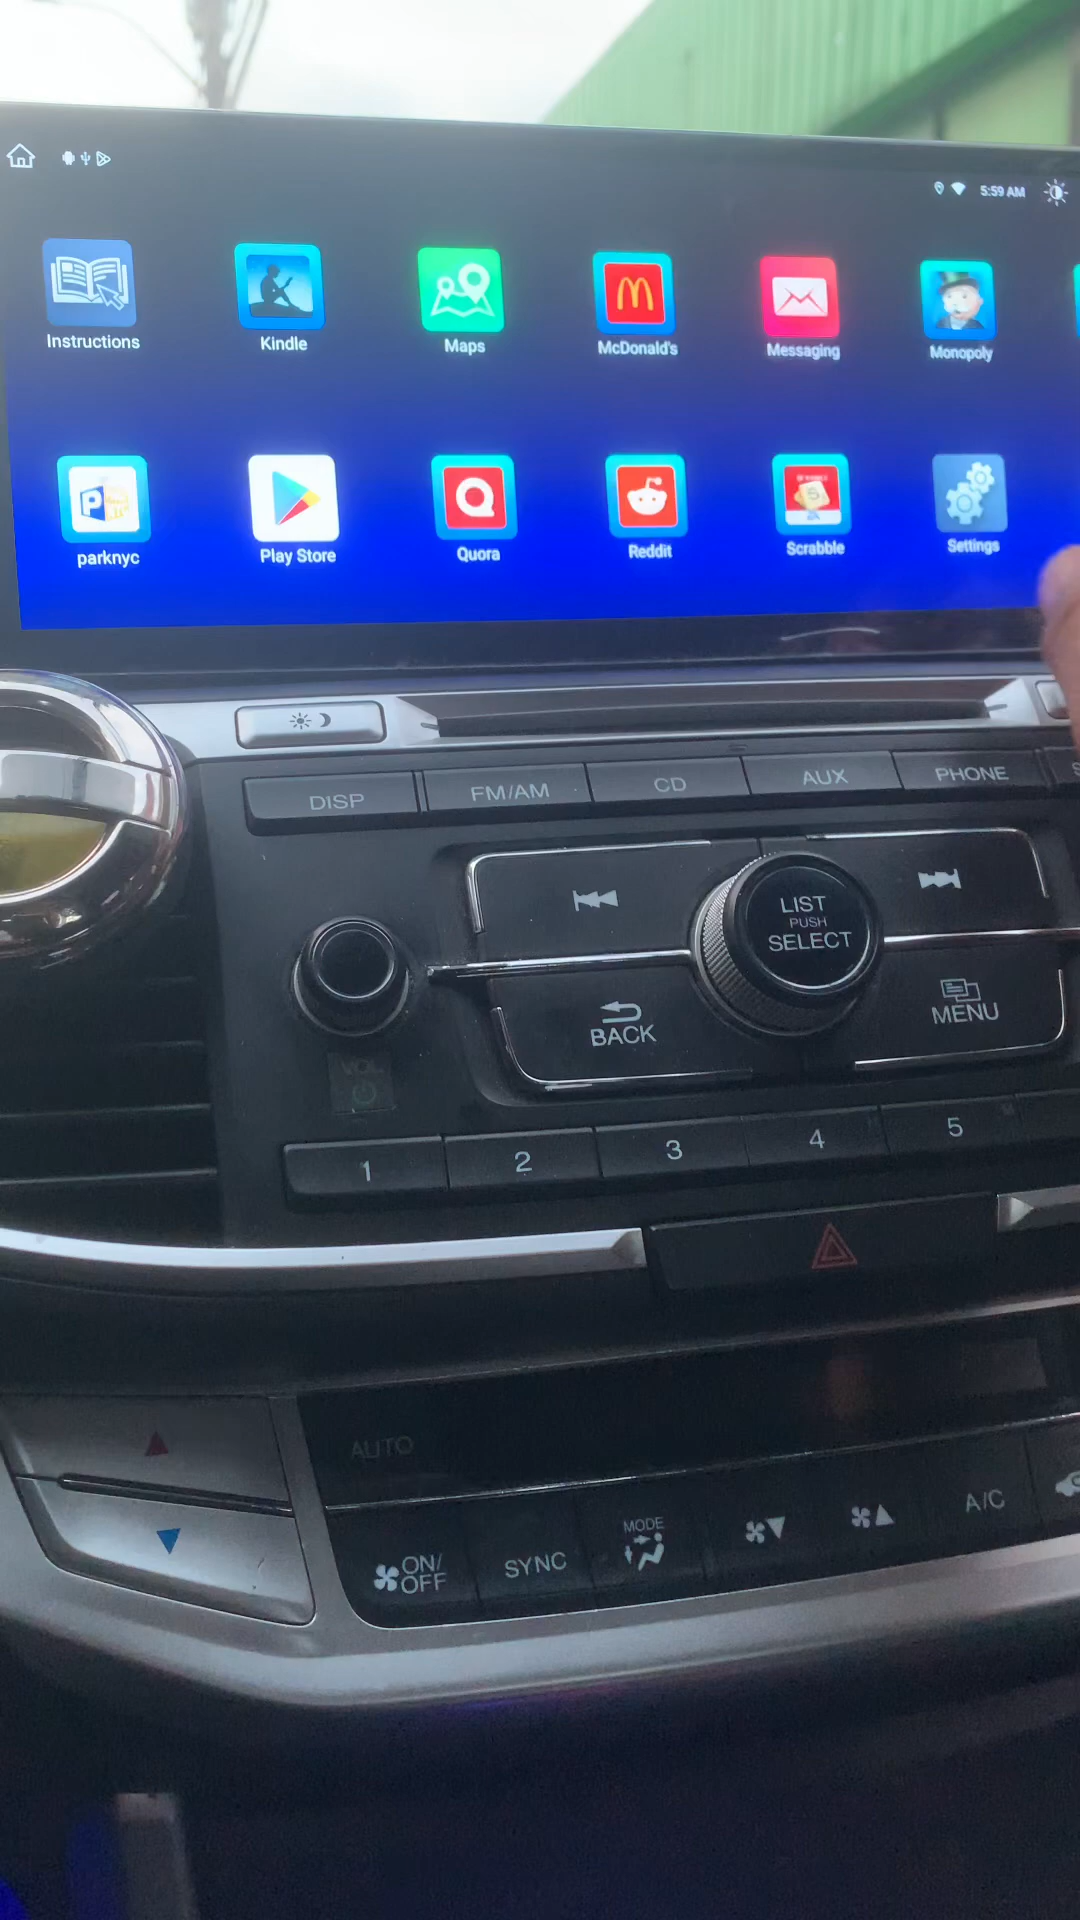 5:59 AM
Instructions
Kindle
Maps
McDonald's
Messaging
Monopoly
parknyc
Play Store
Quora
Reddit
Scrabble
Settings
DISP
FM/AM
CD
AUX
PHONE
LIST
PUSH
SELECT
BACK
MENU
VOL
1
2
3
4
5
AUTO
ON/
OFF
SYNC
MODE
A/C